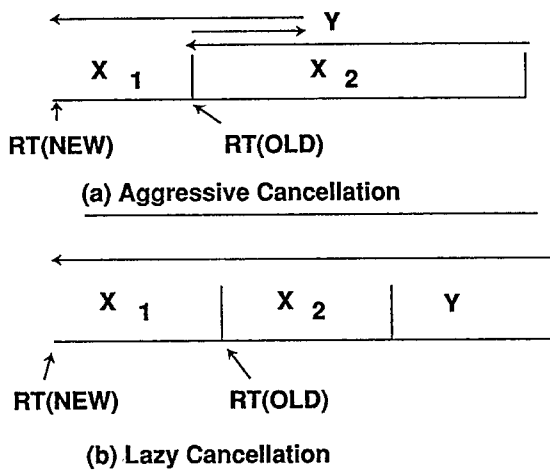 Y
X 1 X 2
RT(NEW) RT(OLD)
(a) Aggressive Cancellation
X 1 X 2 Y
RT(NEW) RT(OLD)
(b) Lazy Cancellation